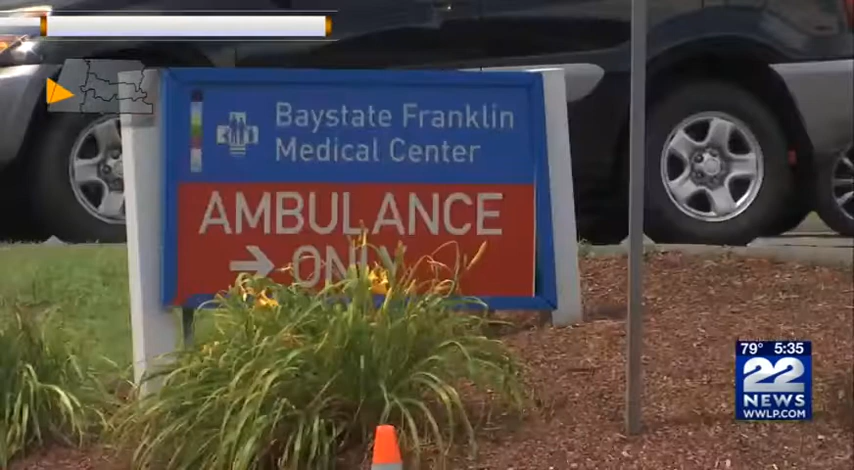 Baystate Franklin
Medical Center
AMBULANCE
→ ONLY
79° 5:35
22
NEWS
WWLP.COM